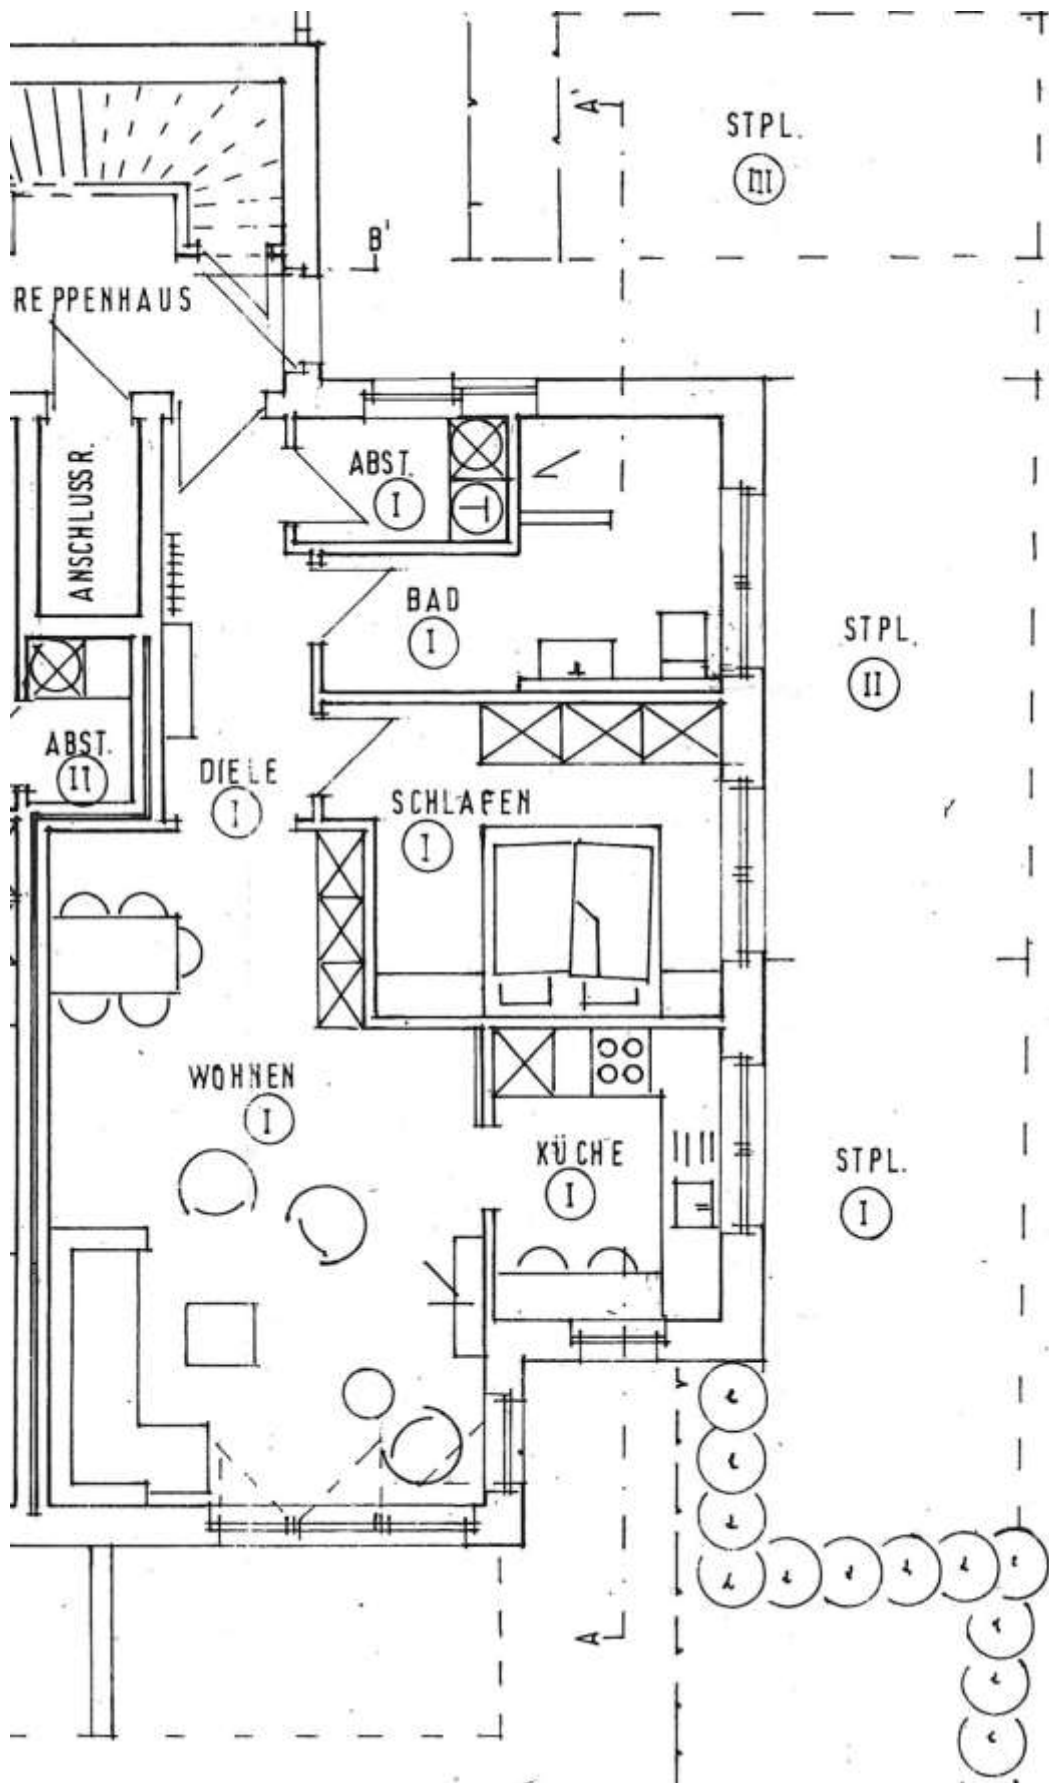 A
STPL.
III
B'
REPPENHAUS
ANSCHLUSSR.
ABST.
I
BAD
I
STPL.
II
ABST.
II
DIELE
I
SCHLAFEN
I
WOHNEN
I
KÜCHE
I
STPL.
I
A